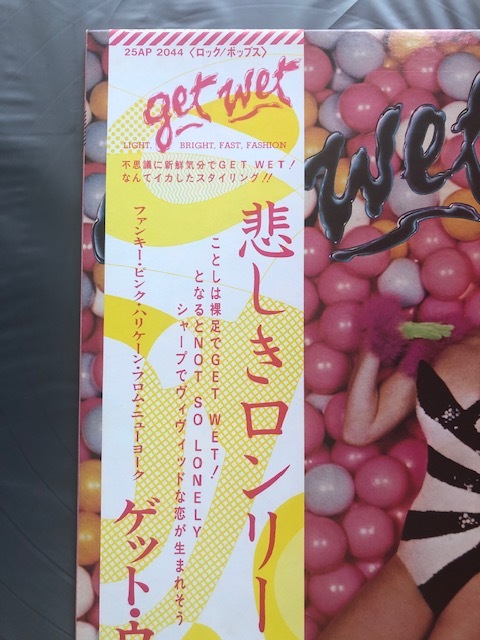 25AP 2044〈ロック/ポップス〉
get wet
LIGHT, BRIGHT, FAST, FASHION
不思議に新鮮気分でGET WET!
なんてイカしたスタイリング!!
悲しきロンリー
ことしは裸足でGET WET!
となるとNOT SO LONELY
シャープでヴィヴィッドな恋が生まれそう
ファンキー・ピンク・ハリケーン・フロム・ニューヨーク
ゲット・ウ
wet